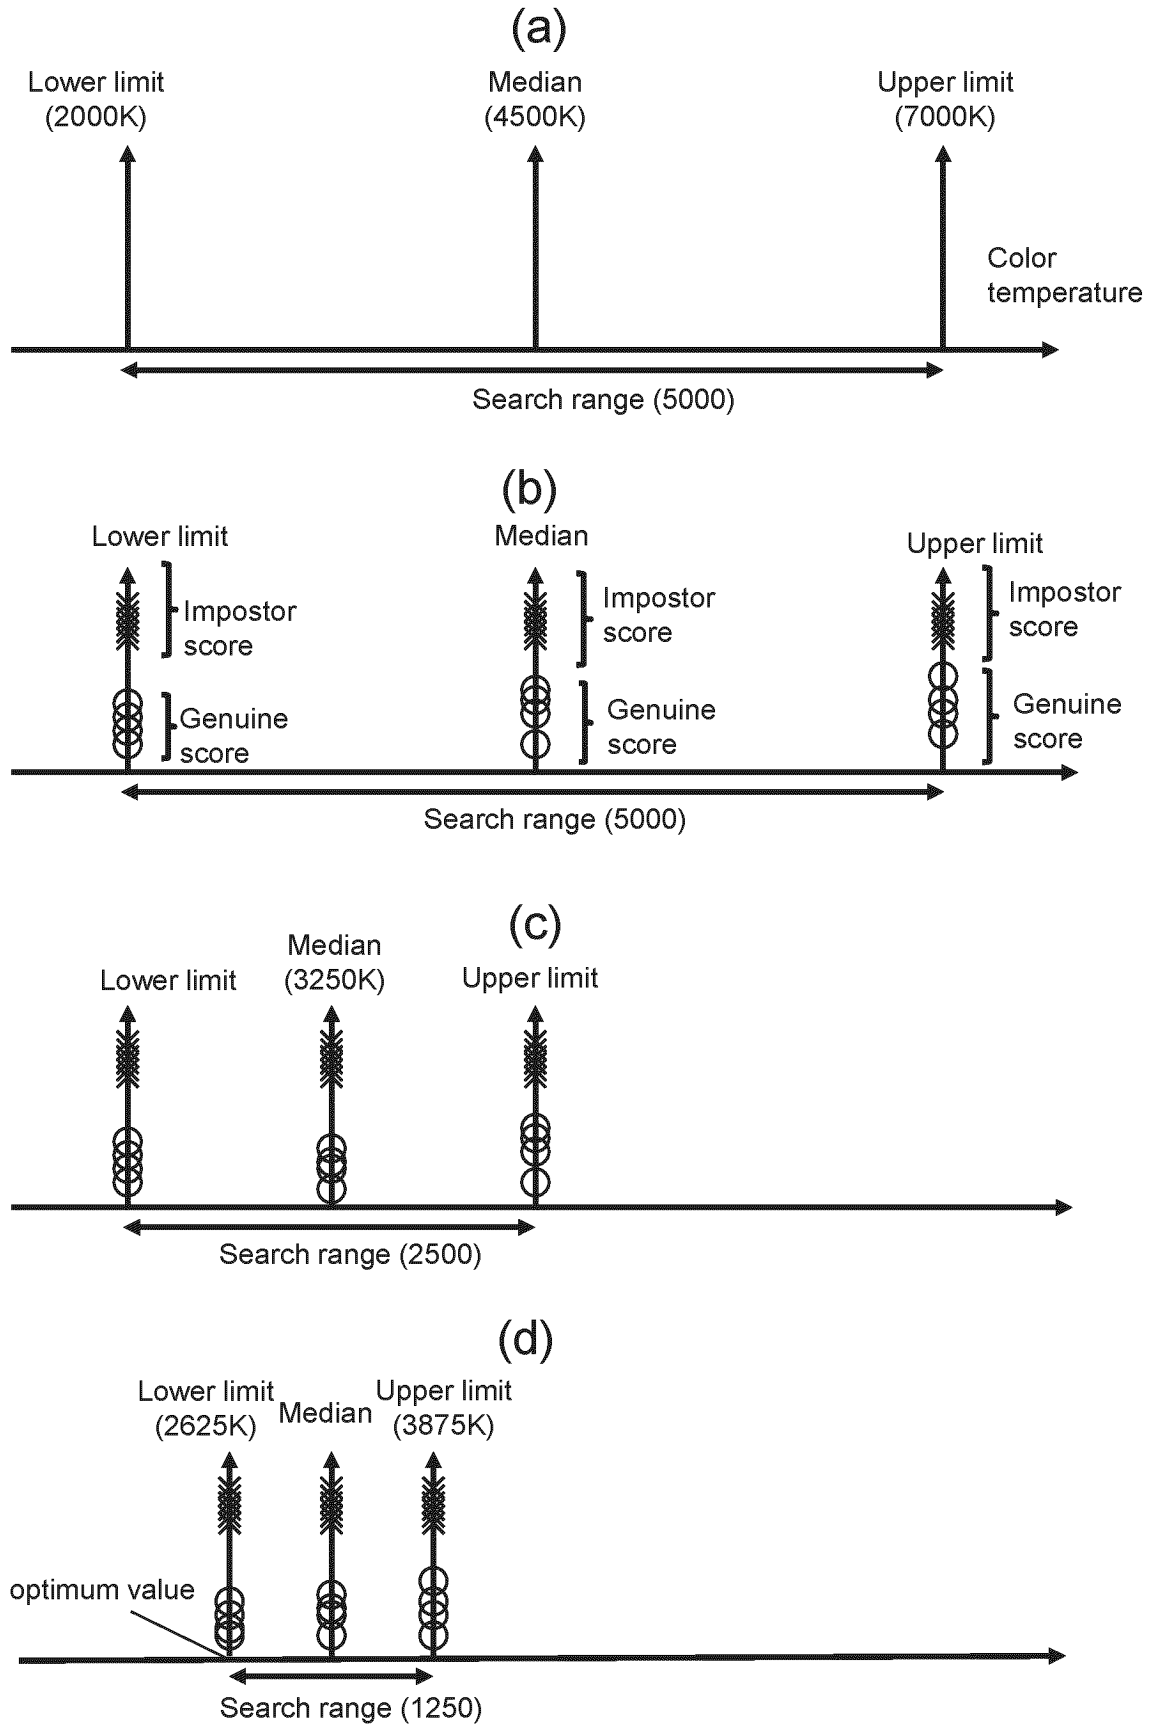 (a)
Lower limit
(2000K)
Median
(4500K)
Upper limit
(7000K)
Color
temperature
Search range (5000)
(b)
Lower limit
Median
Upper limit
Impostor
score
Impostor
score
Impostor
score
Genuine
score
Genuine
score
Genuine
score
Search range (5000)
(c)
Lower limit
Median
(3250K)
Upper limit
Search range (2500)
(d)
Lower limit
(2625K)
Median
Upper limit
(3875K)
optimum value
Search range (1250)